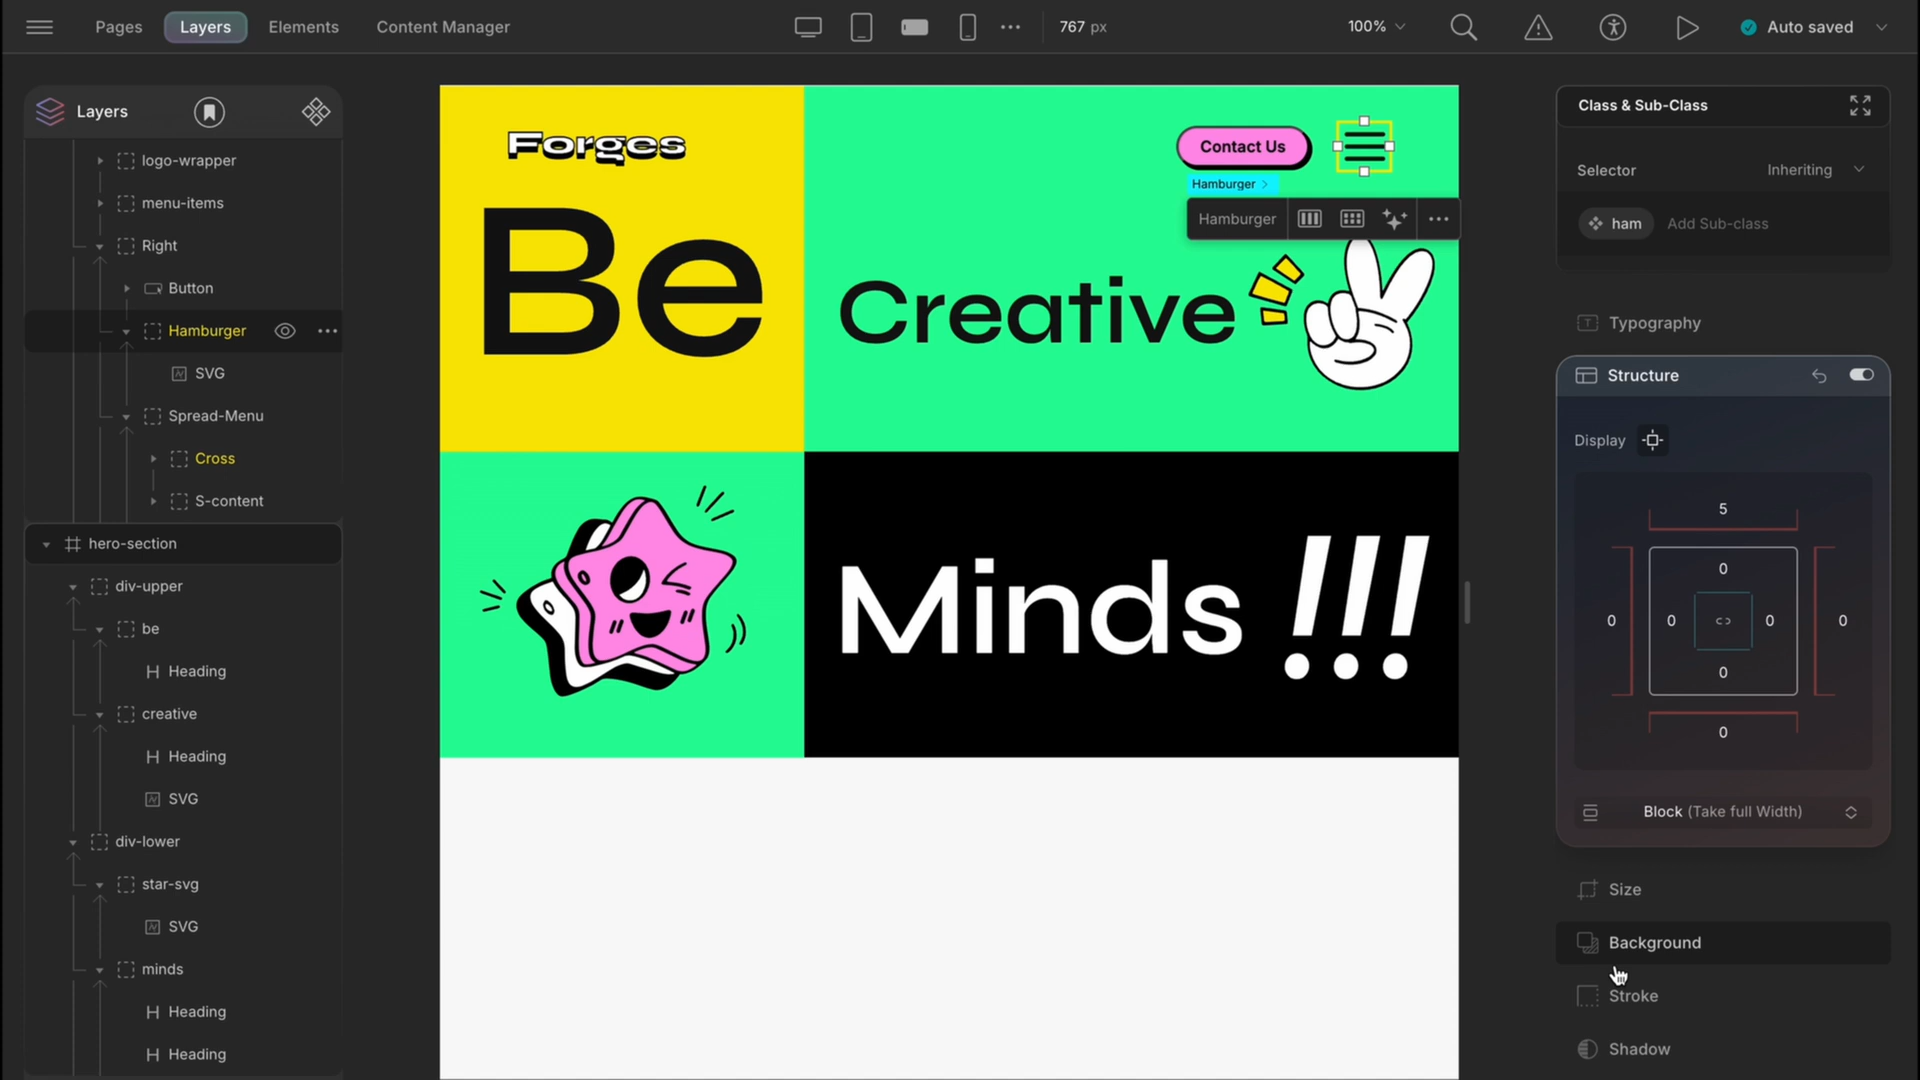 Pages
Layers
Elements
Content Manager
767 px
100%
Auto saved
Layers
logo-wrapper
menu-items
Right
Button
Hamburger
SVG
Spread-Menu
Cross
S-content
hero-section
div-upper
be
Heading
creative
Heading
SVG
div-lower
star-svg
SVG
minds
Heading
Heading
Forges
Contact Us
Hamburger >
Hamburger
Be
Creative
Minds !!!
Class & Sub-Class
Selector
Inheriting
ham
Add Sub-class
Typography
Structure
Display
5
0
0 0 0 0
0
0
Block (Take full Width)
Size
Background
Stroke
Shadow